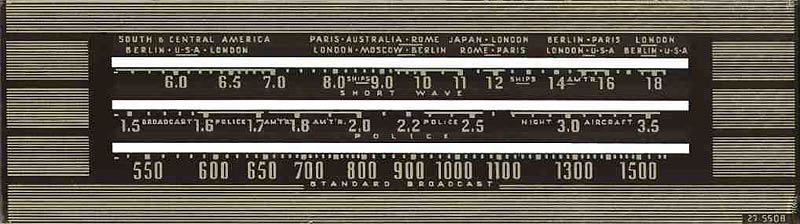 SOUTH & CENTRAL AMERICA PARIS-AUSTRALIA-ROME JAPAN-LONDON BERLIN-PARIS LONDON
BERLIN-U·S·A-LONDON LONDON-MOSCOW-BERLIN ROME-PARIS LONDON-U·S·A BERLIN-U·S·A
6.0 6.5 7.0 8.0 SHIPS 9.0 10 11 12 SHIPS 14 AM'T'R. 16 18
SHORT WAVE
1.5 BROADCAST 1.6 POLICE 1.7 AM'T'R. 1.8 AM'T'R. 2.0 2.2 POLICE 2.5 NIGHT 3.0 AIRCRAFT 3.5
POLICE
550 600 650 700 800 900 1000 1100 1300 1500
STANDARD BROADCAST
27-5508